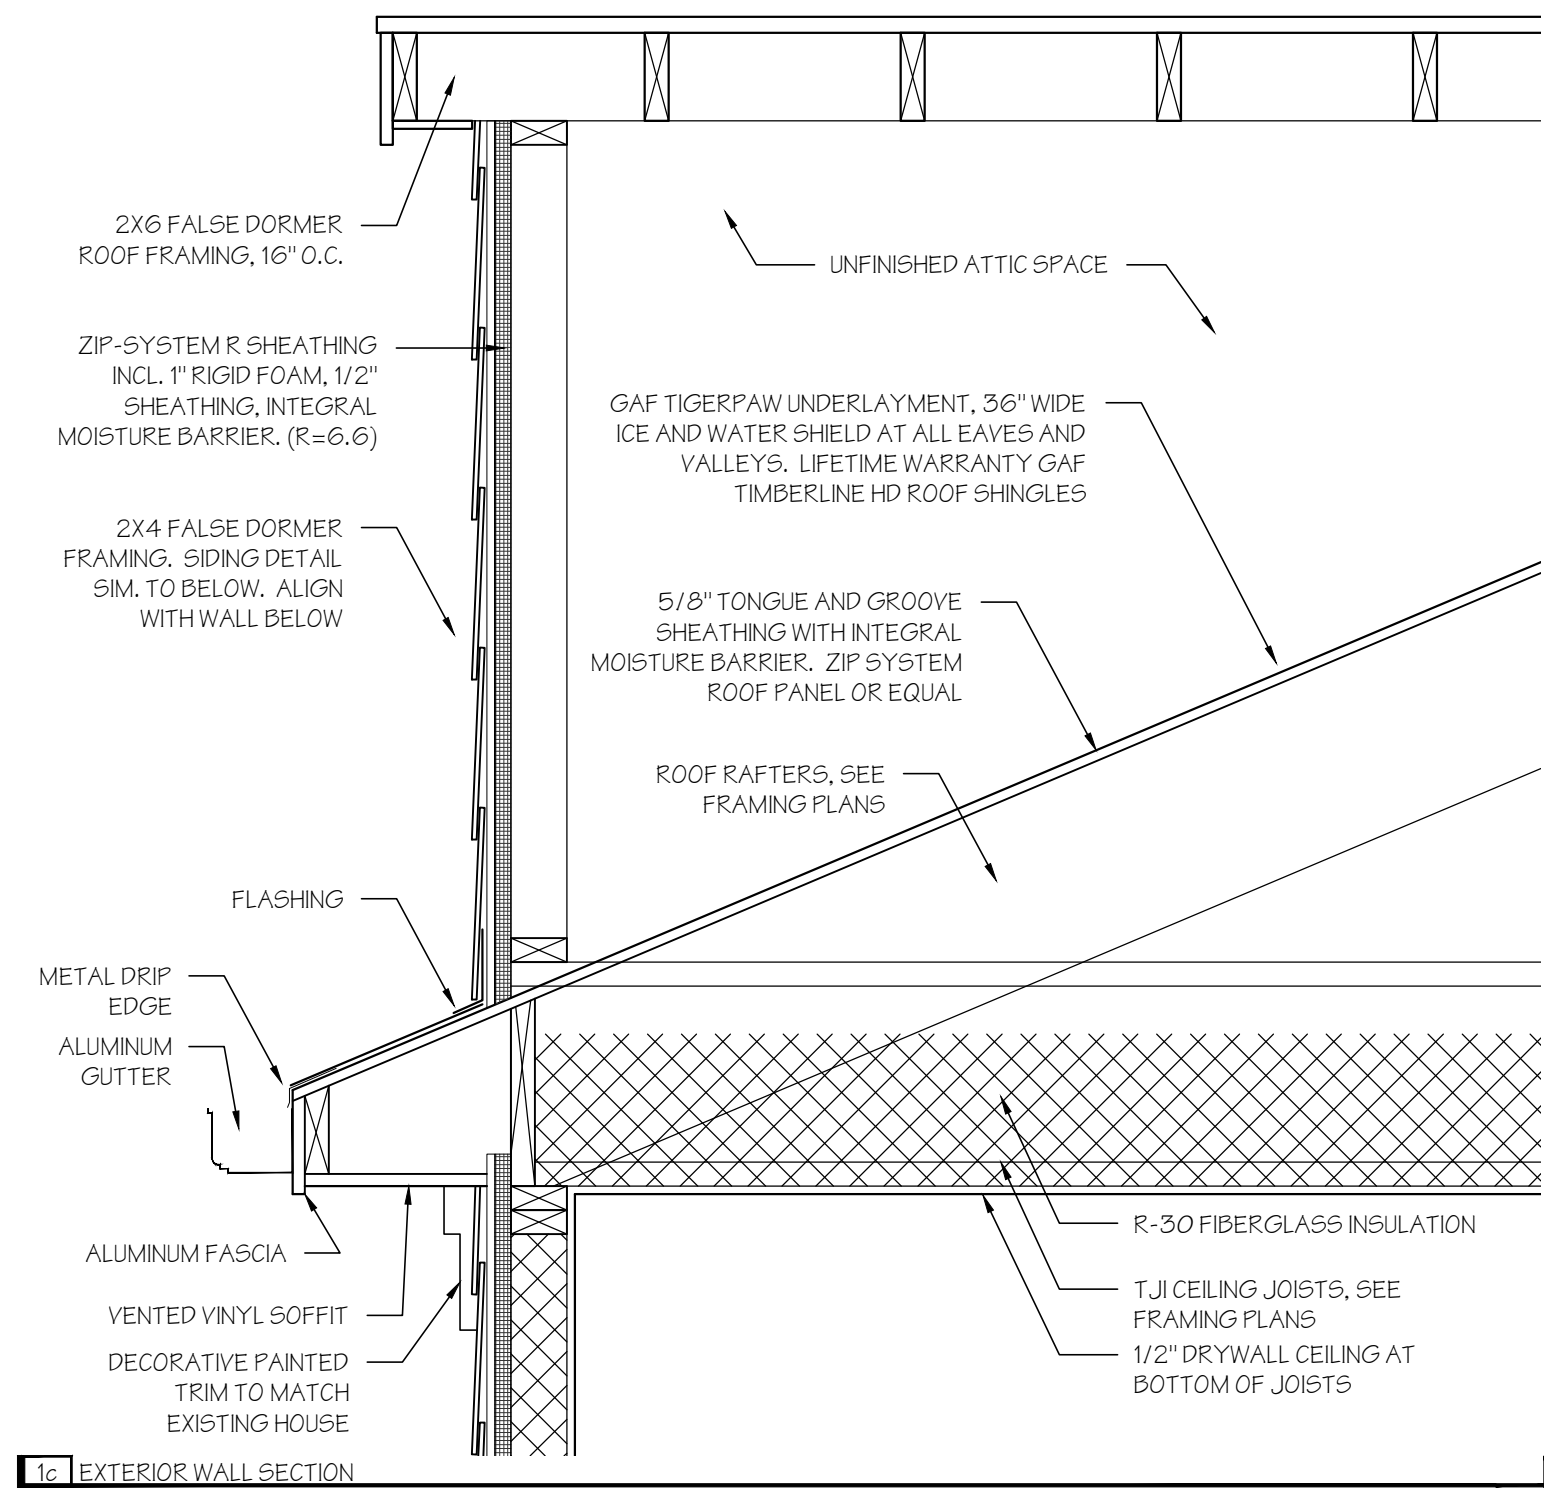 2X6 FALSE DORMER
ROOF FRAMING, 16" O.C.
UNFINISHED ATTIC SPACE
ZIP-SYSTEM R SHEATHING
INCL. 1" RIGID FOAM, 1/2"
SHEATHING, INTEGRAL
MOISTURE BARRIER. (R=6.6)
GAF TIGERPAW UNDERLAYMENT, 36" WIDE
ICE AND WATER SHIELD AT ALL EAVES AND
VALLEYS. LIFETIME WARRANTY GAF
TIMBERLINE HD ROOF SHINGLES
2X4 FALSE DORMER
FRAMING. SIDING DETAIL
SIM. TO BELOW. ALIGN
WITH WALL BELOW
5/8" TONGUE AND GROOVE
SHEATHING WITH INTEGRAL
MOISTURE BARRIER. ZIP SYSTEM
ROOF PANEL OR EQUAL
ROOF RAFTERS, SEE
FRAMING PLANS
FLASHING
METAL DRIP
EDGE
ALUMINUM
GUTTER
ALUMINUM FASCIA
VENTED VINYL SOFFIT
DECORATIVE PAINTED
TRIM TO MATCH
EXISTING HOUSE
R-30 FIBERGLASS INSULATION
TJI CEILING JOISTS, SEE
FRAMING PLANS
1/2" DRYWALL CEILING AT
BOTTOM OF JOISTS
1c EXTERIOR WALL SECTION